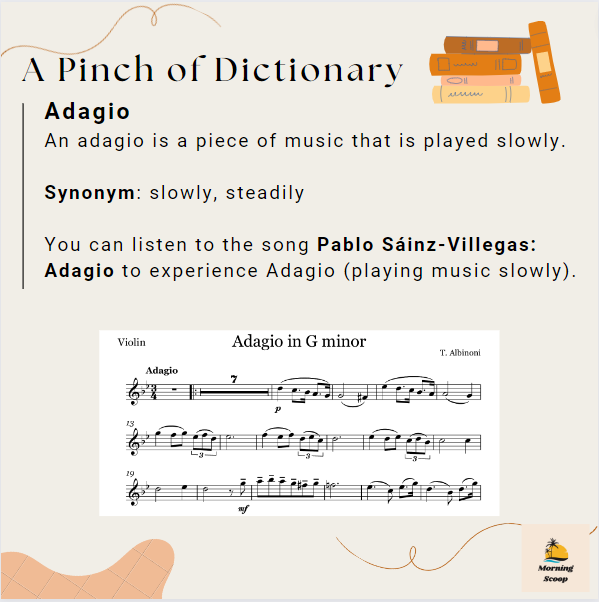 A Pinch of Dictionary
Adagio
An adagio is a piece of music that is played slowly.
Synonym: slowly, steadily
You can listen to the song Pablo Sáinz-Villegas:
Adagio to experience Adagio (playing music slowly).
Violin
Adagio in G minor
T. Albinoni
Adagio
7
p
13
3
3
3
19
mf
Morning
Scoop